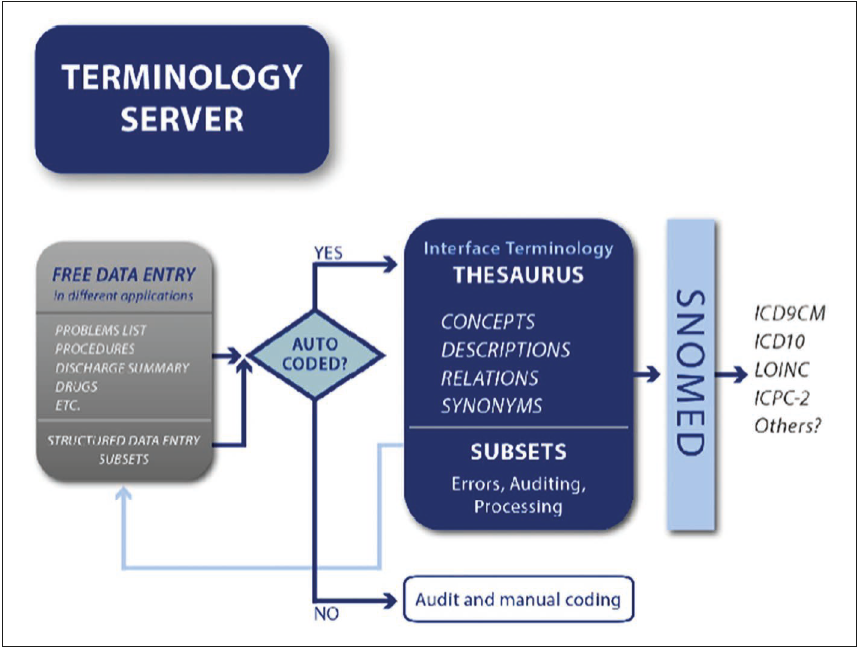 TERMINOLOGY
SERVER
FREE DATA ENTRY
In different applications
PROBLEMS LIST
PROCEDURES
DISCHARGE SUMMARY
DRUGS
ETC.
STRUCTURED DATA ENTRY
SUBSETS
YES
AUTO
CODED?
NO
Interface Terminology
THESAURUS
CONCEPTS
DESCRIPTIONS
RELATIONS
SYNONYMS
SUBSETS
Errors, Auditing,
Processing
Audit and manual coding
SNOMED
ICD9CM
ICD10
LOINC
ICPC-2
Others?